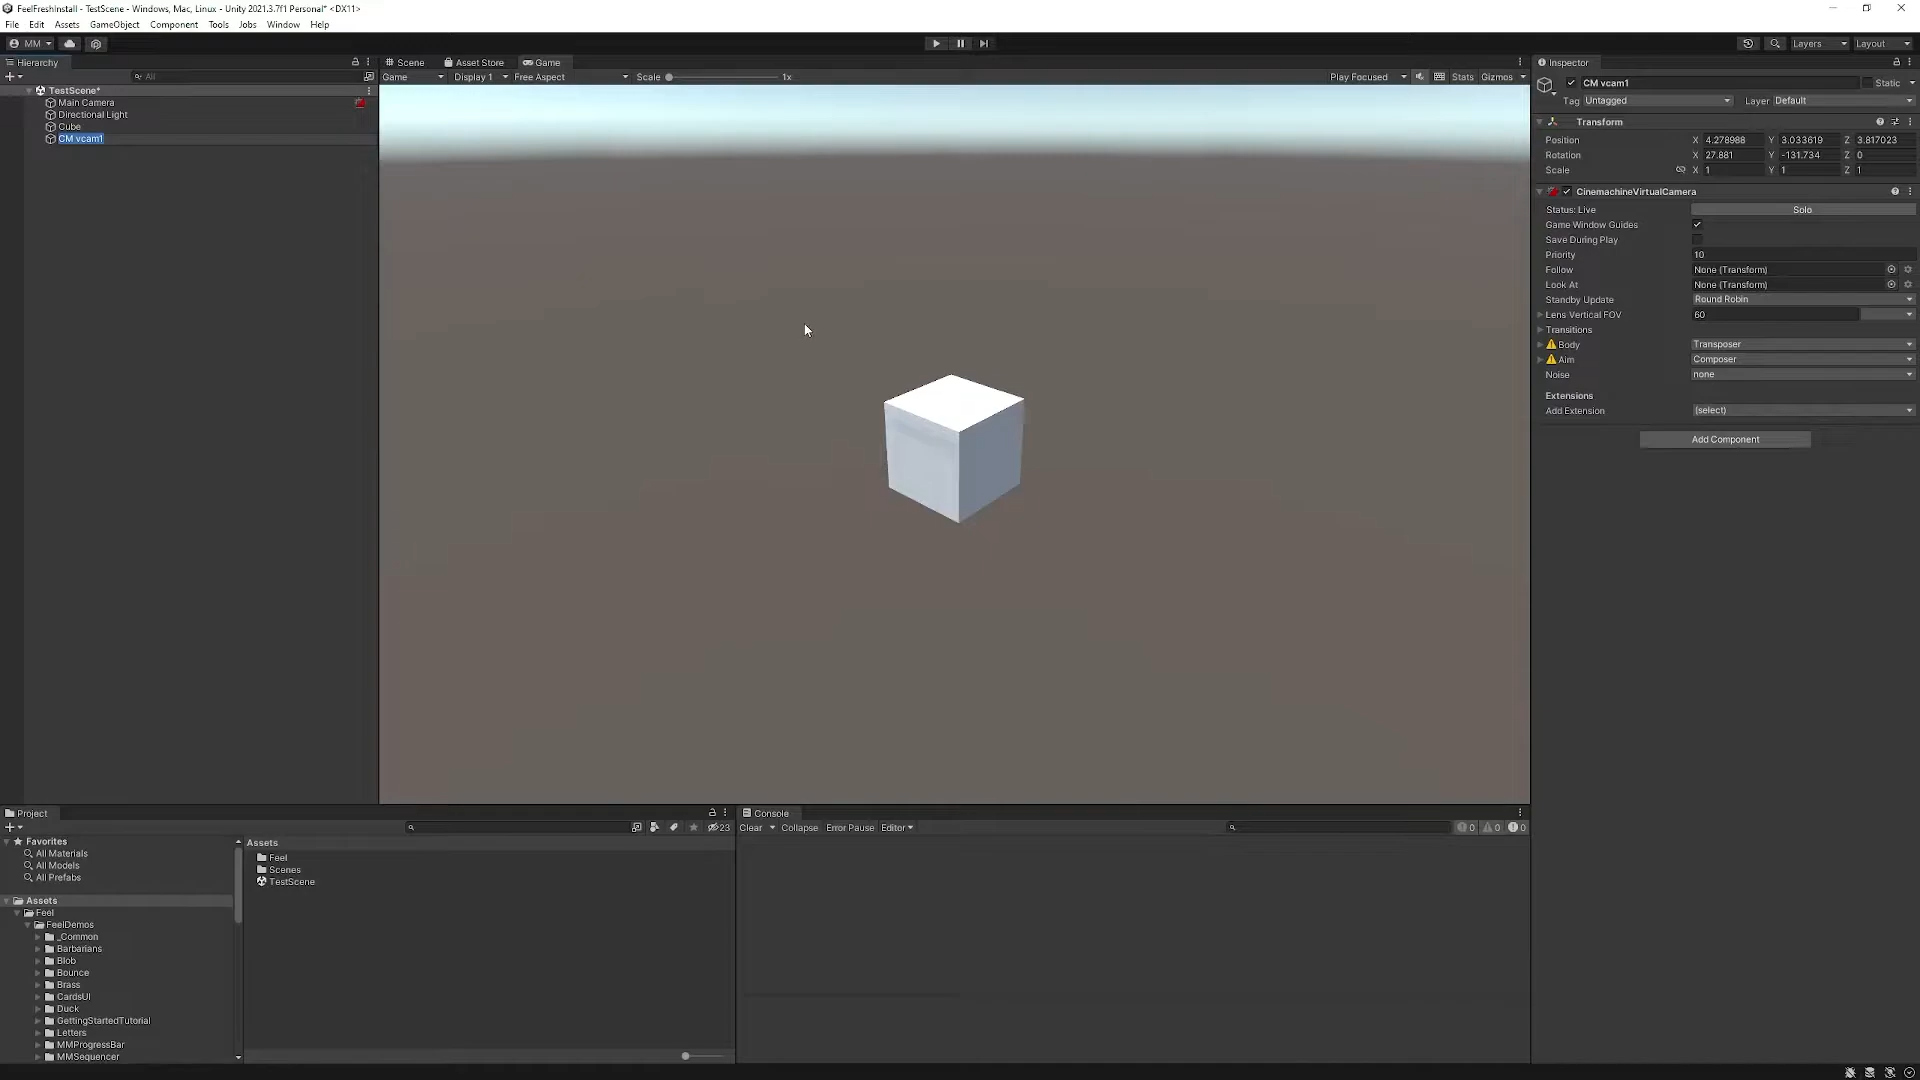 FeelFreshInstall - TestScene - Windows, Mac, Linux - Unity 2021.3.7f1 Personal* <DX11>
File Edit Assets GameObject Component Tools Jobs Window Help
MM Layers Layout
Hierarchy Scene Asset Store Game Inspector
All Game Display 1 Free Aspect Scale 1x Play Focused Stats Gizmos
TestScene*
Main Camera
Directional Light
Cube
CM vcam1
CM vcam1 Static
Tag Untagged Layer Default
Transform
Position X 4.278988 Y 3.033619 Z 3.817023
Rotation X 27.881 Y -131.734 Z 0
Scale X 1 Y 1 Z 1
CinemachineVirtualCamera
Status: Live Solo
Game Window Guides
Save During Play
Priority 10
Follow None (Transform)
Look At None (Transform)
Standby Update Round Robin
Lens Vertical FOV 60
Transitions
Body Transposer
Aim Composer
Noise none
Extensions
Add Extension (select)
Add Component
Project
23
Favorites
All Materials
All Models
All Prefabs
Assets
Feel
FeelDemos
_Common
Barbarians
Blob
Bounce
Brass
CardsUI
Duck
GettingStartedTutorial
Letters
MMProgressBar
MMSequencer
Assets
Feel
Scenes
TestScene
Console
Clear Collapse Error Pause Editor 0 0 0